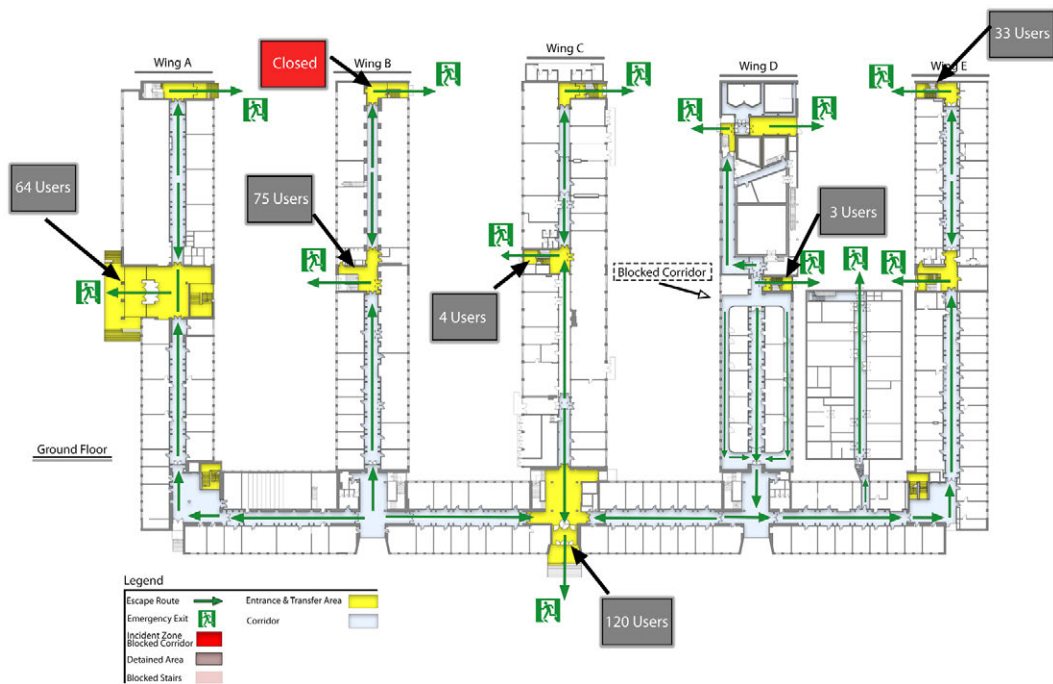 33 Users
Closed
Wing A
Wing B
Wing C
Wing D
Wing E
64 Users
75 Users
3 Users
Blocked Corridor
4 Users
Ground Floor
120 Users
Legend
Escape Route
Entrance & Transfer Area
Emergency Exit
Corridor
Incident Zone
Blocked Corridor
Detained Area
Blocked Stairs